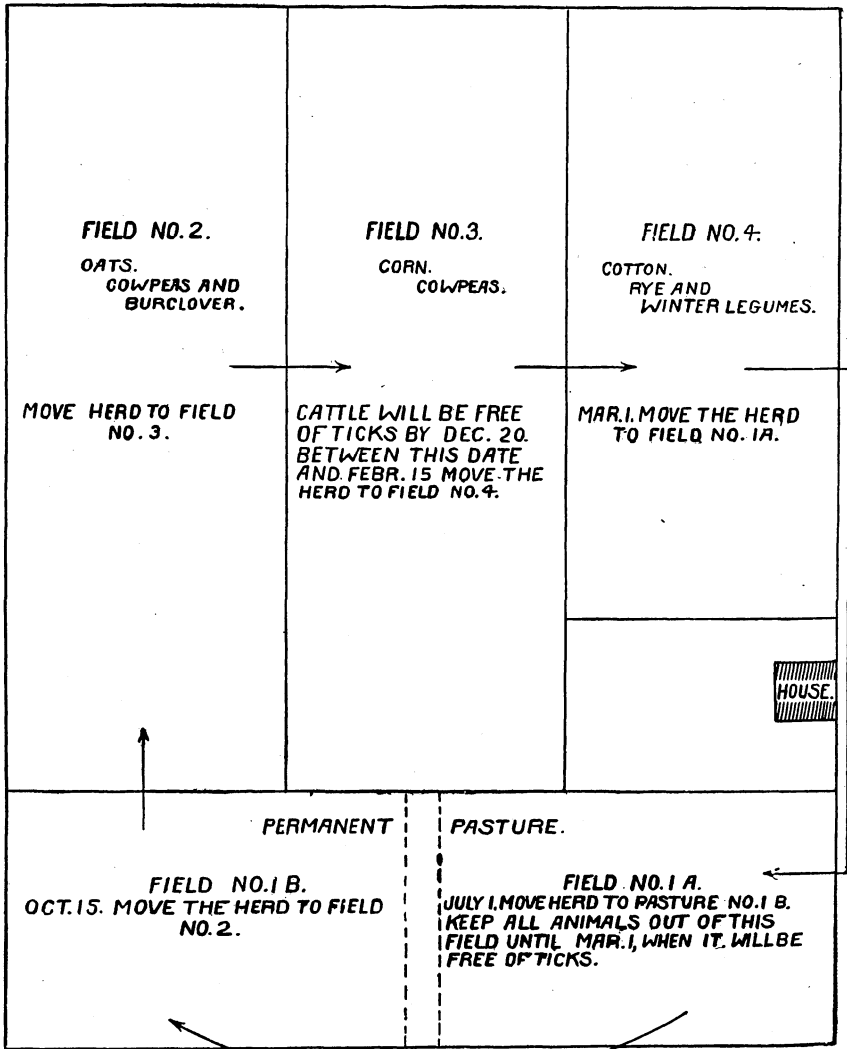 FIELD NO. 2.
OATS.
COWPEAS AND
BURCLOVER.
MOVE HERD TO FIELD
NO. 3.
FIELD NO. 3.
CORN.
COWPEAS.
CATTLE WILL BE FREE
OF TICKS BY DEC. 20.
BETWEEN THIS DATE
AND FEBR. 15 MOVE THE
HERD TO FIELD NO. 4.
FIELD NO. 4.
COTTON.
RYE AND
WINTER LEGUMES.
MAR. 1. MOVE THE HERD
TO FIELD NO. 1A.
HOUSE.
PERMANENT PASTURE.
FIELD NO. 1 B.
OCT. 15. MOVE THE HERD TO FIELD
NO. 2.
FIELD NO. 1 A.
JULY 1, MOVE HERD TO PASTURE NO. 1 B.
KEEP ALL ANIMALS OUT OF THIS
FIELD UNTIL MAR. 1, WHEN IT WILL BE
FREE OF TICKS.